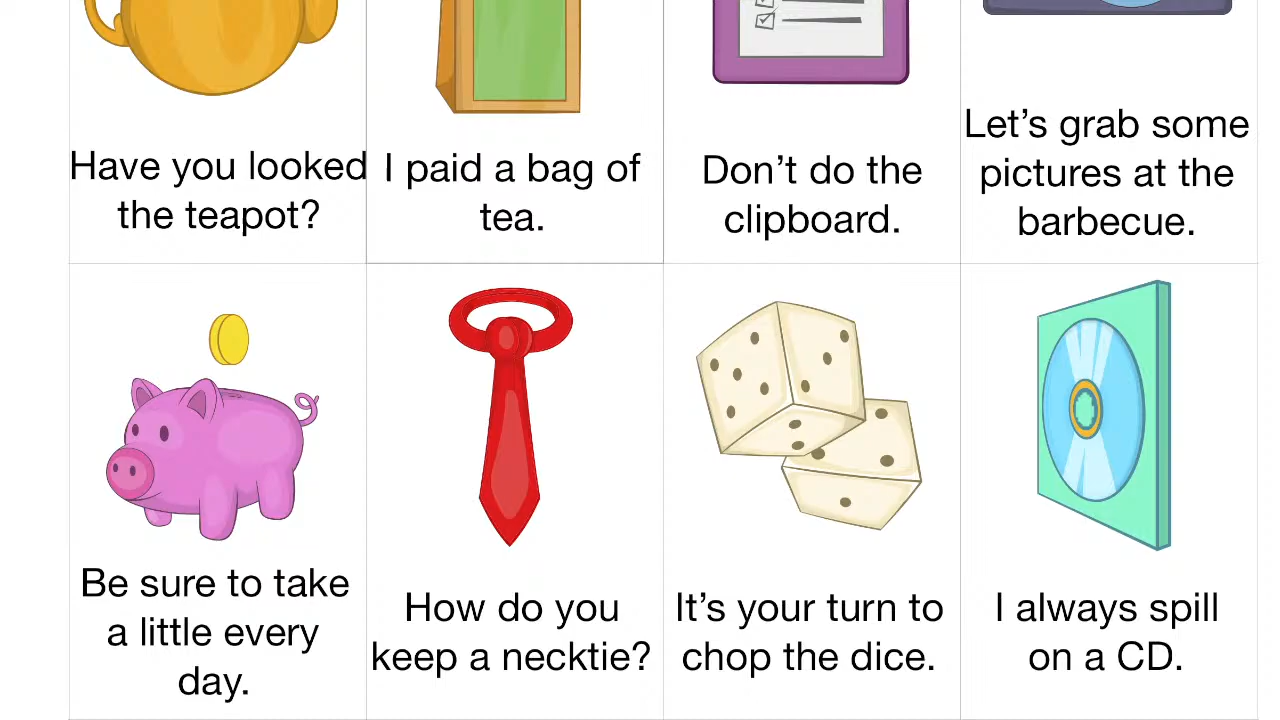 Have you looked
the teapot?
I paid a bag of
tea.
Don’t do the
clipboard.
Let’s grab some
pictures at the
barbecue.
Be sure to take
a little every
day.
How do you
keep a necktie?
It’s your turn to
chop the dice.
I always spill
on a CD.